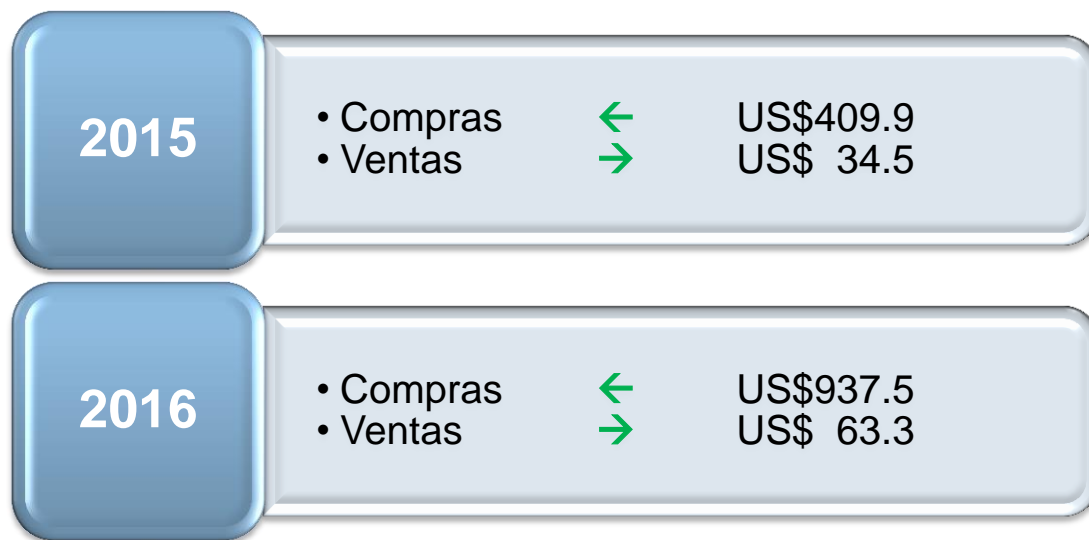 2015
• Compras ← US$409.9
• Ventas → US$ 34.5
2016
• Compras ← US$937.5
• Ventas → US$ 63.3